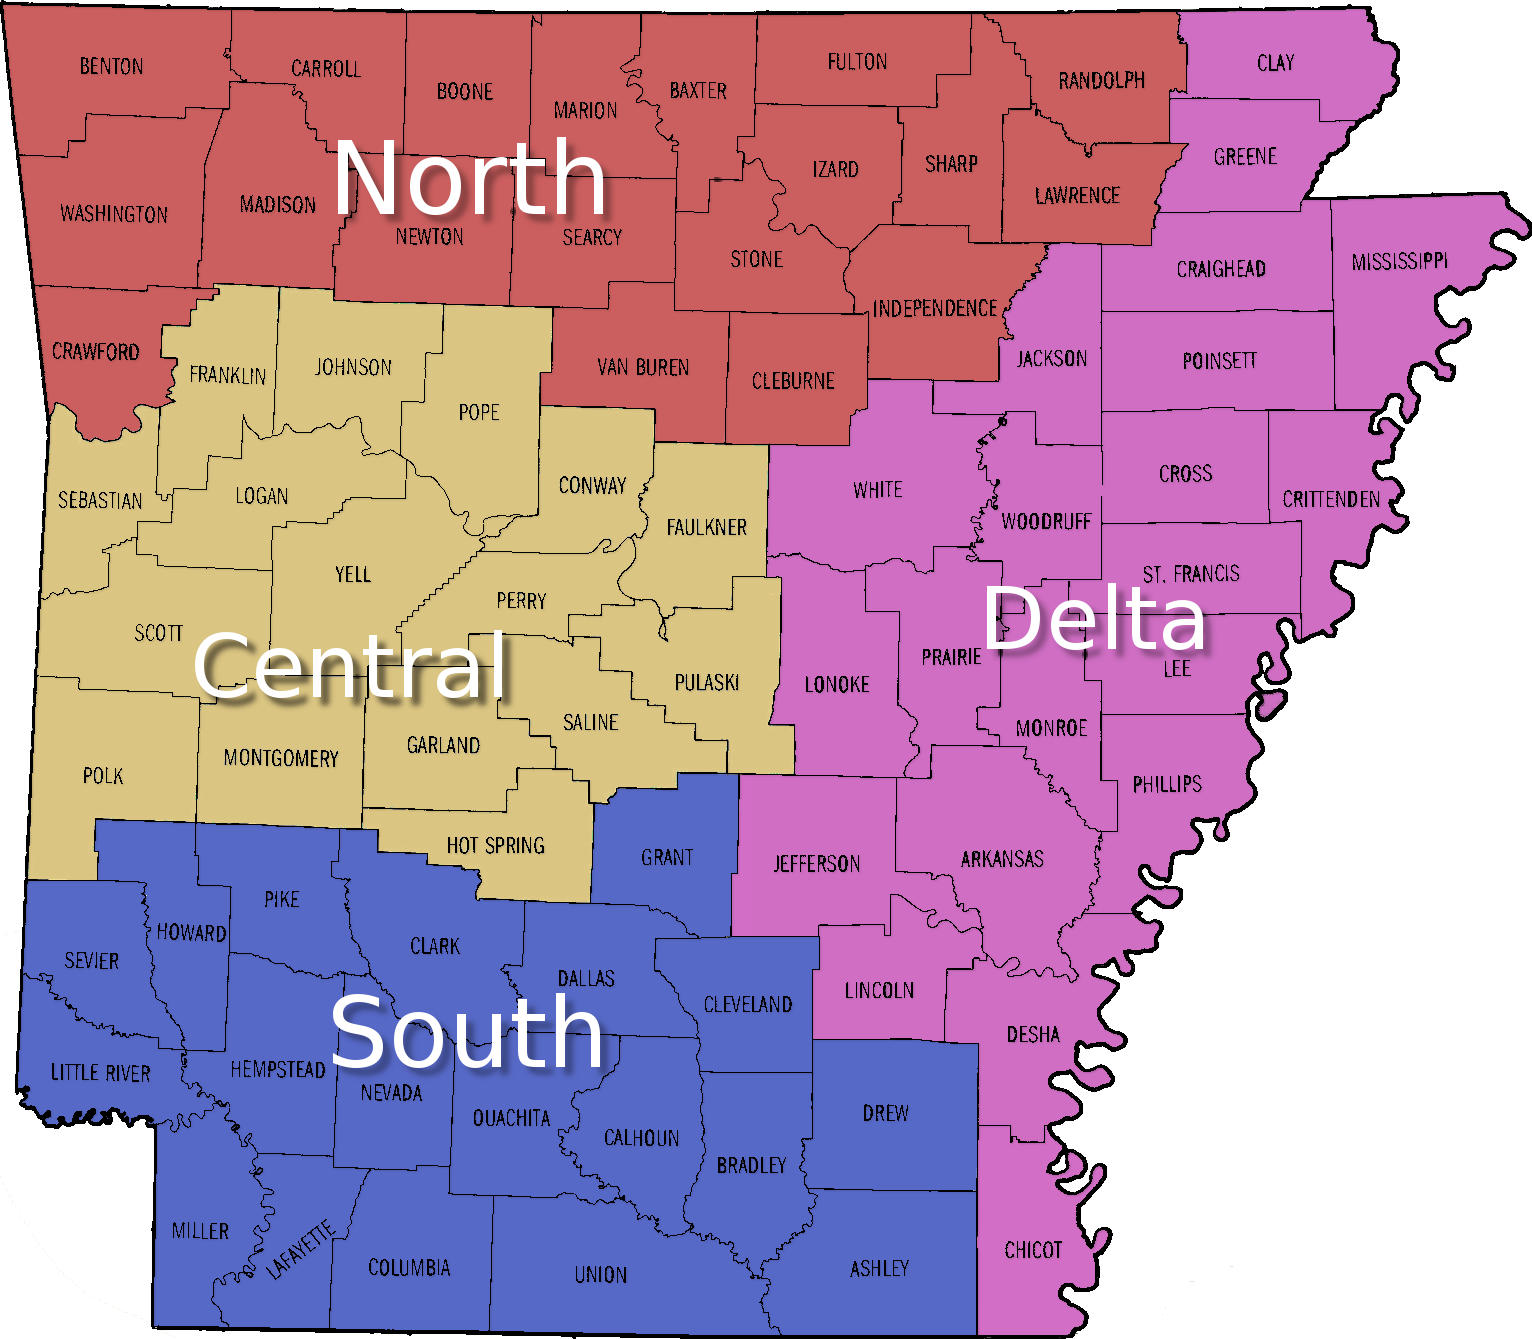 BENTON
CARROLL
BOONE
MARION
BAXTER
FULTON
RANDOLPH
CLAY
WASHINGTON
MADISON
North
NEWTON
SEARCY
STONE
IZARD
SHARP
LAWRENCE
GREENE
CRAWFORD
FRANKLIN
JOHNSON
POPE
VAN BUREN
CLEBURNE
INDEPENDENCE
JACKSON
CRAIGHEAD
MISSISSIPPI
POINSETT
SEBASTIAN
LOGAN
CONWAY
FAULKNER
WHITE
WOODRUFF
CROSS
CRITTENDEN
SCOTT
YELL
PERRY
Central
PULASKI
LONOKE
PRAIRIE
Delta
ST. FRANCIS
LEE
POLK
MONTGOMERY
GARLAND
SALINE
MONROE
PHILLIPS
HOT SPRING
GRANT
JEFFERSON
ARKANSAS
SEVIER
HOWARD
PIKE
CLARK
DALLAS
CLEVELAND
LINCOLN
DESHA
South
LITTLE RIVER
HEMPSTEAD
NEVADA
OUACHITA
CALHOUN
BRADLEY
DREW
MILLER
LAFAYETTE
COLUMBIA
UNION
ASHLEY
CHICOT